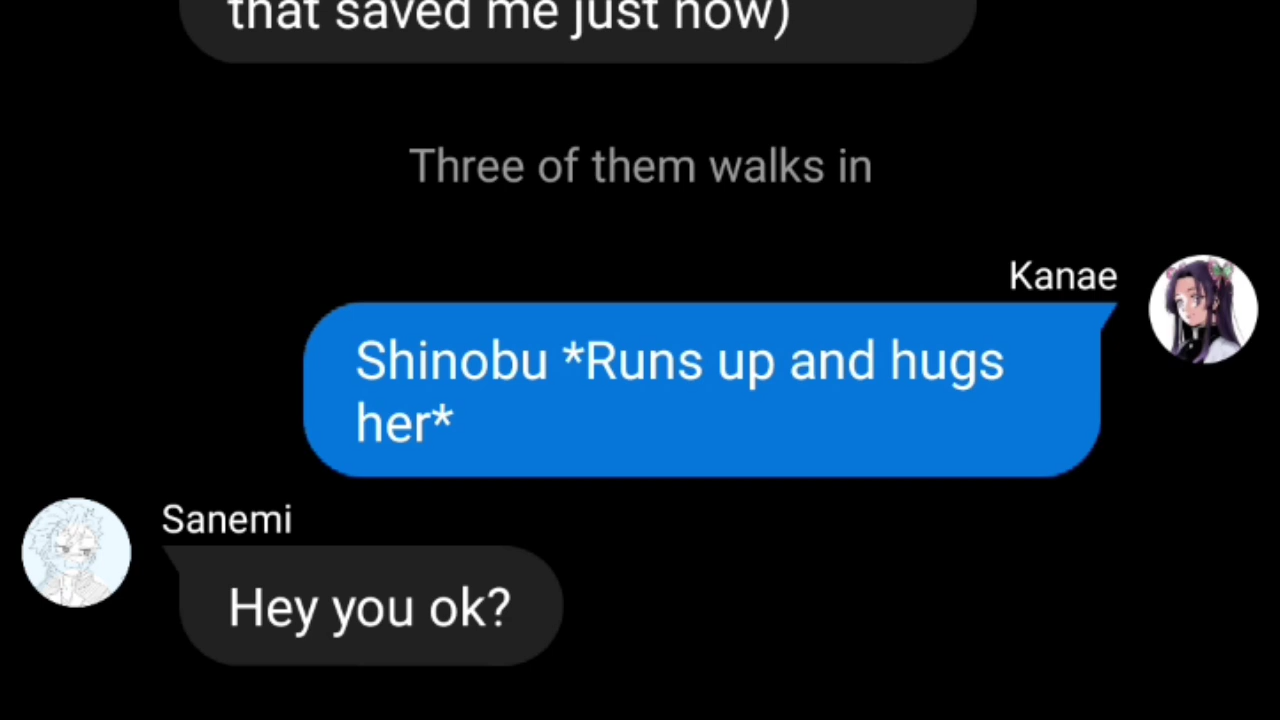 that saved me just now)
Three of them walks in
Kanae
Shinobu *Runs up and hugs
her*
Sanemi
Hey you ok?